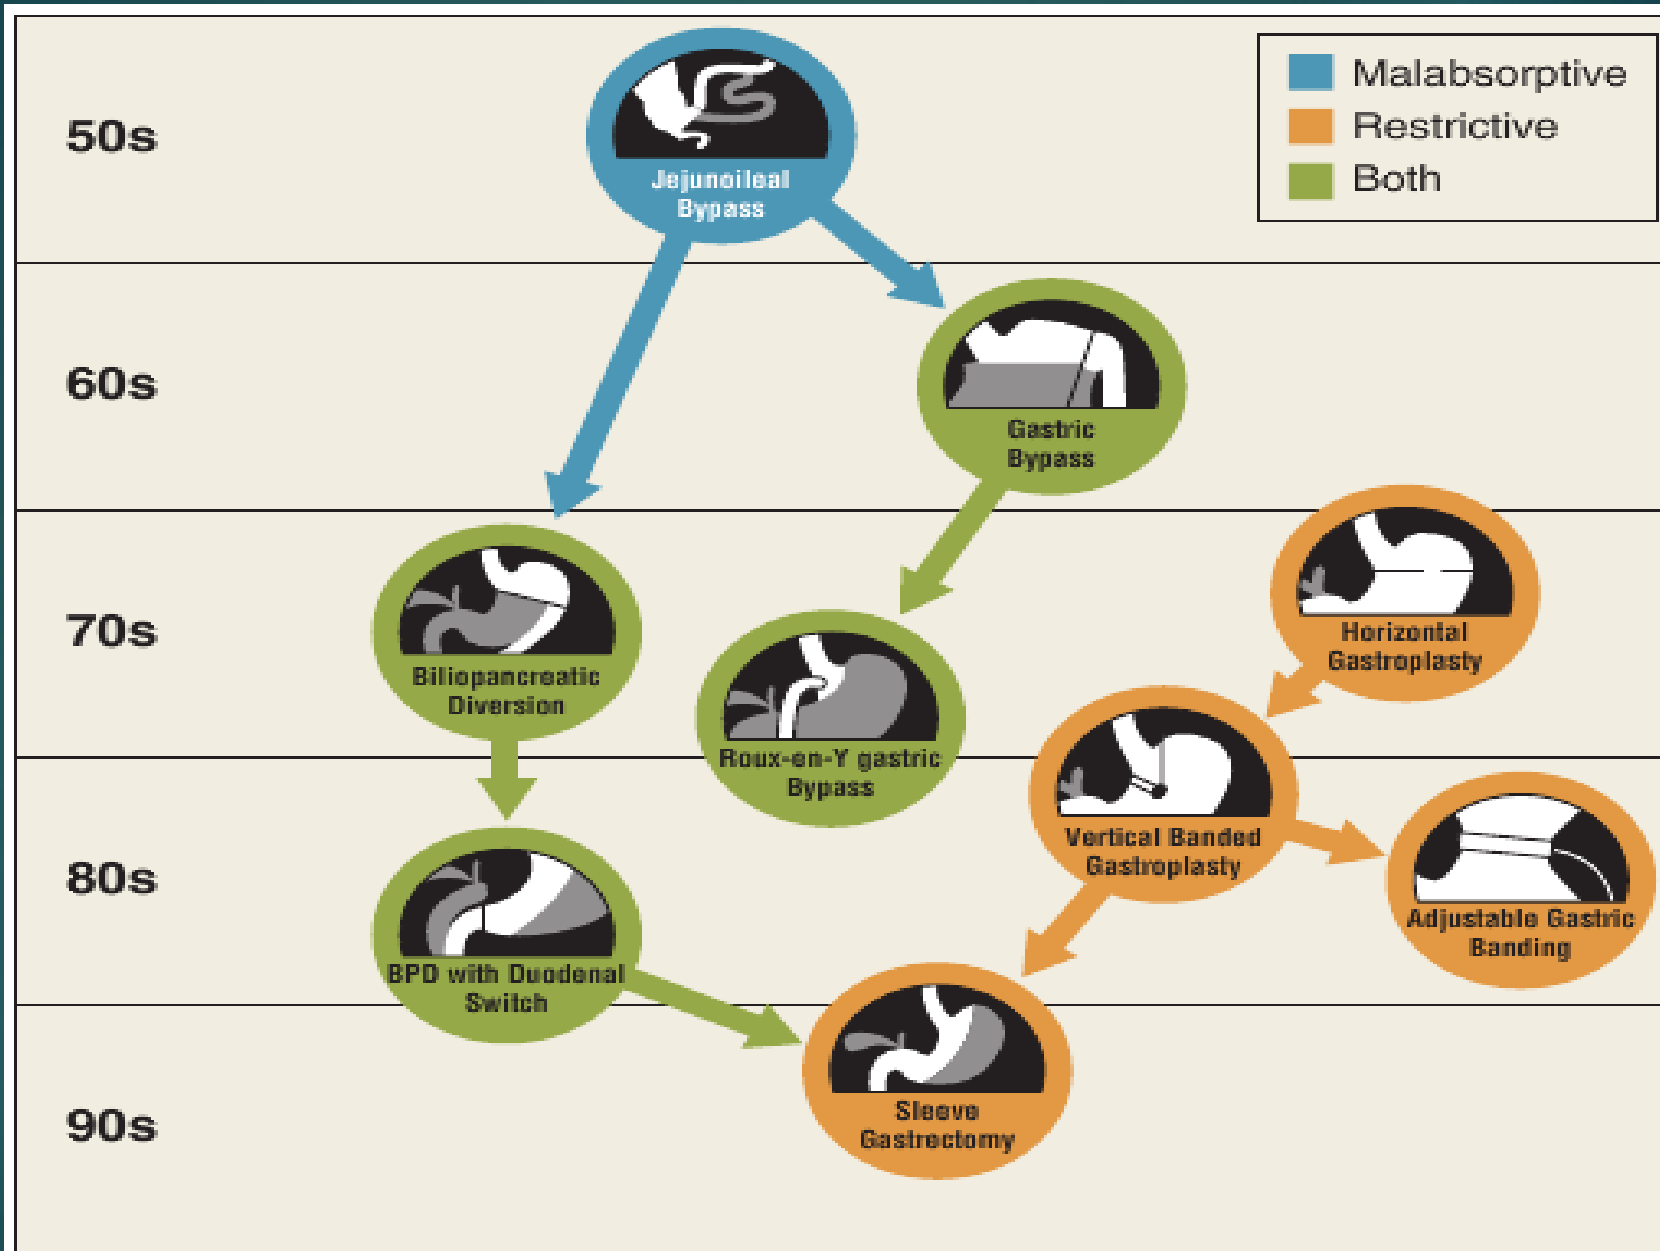 Malabsorptive
Restrictive
Both
50s
Jejunoileal
Bypass
60s
Gastric
Bypass
70s
Horizontal
Gastroplasty
Biliopancreatic
Diversion
Roux-en-Y gastric
Bypass
80s
Vertical Banded
Gastroplasty
Adjustable Gastric
Banding
BPD with Duodenal
Switch
90s
Sleeve
Gastrectomy